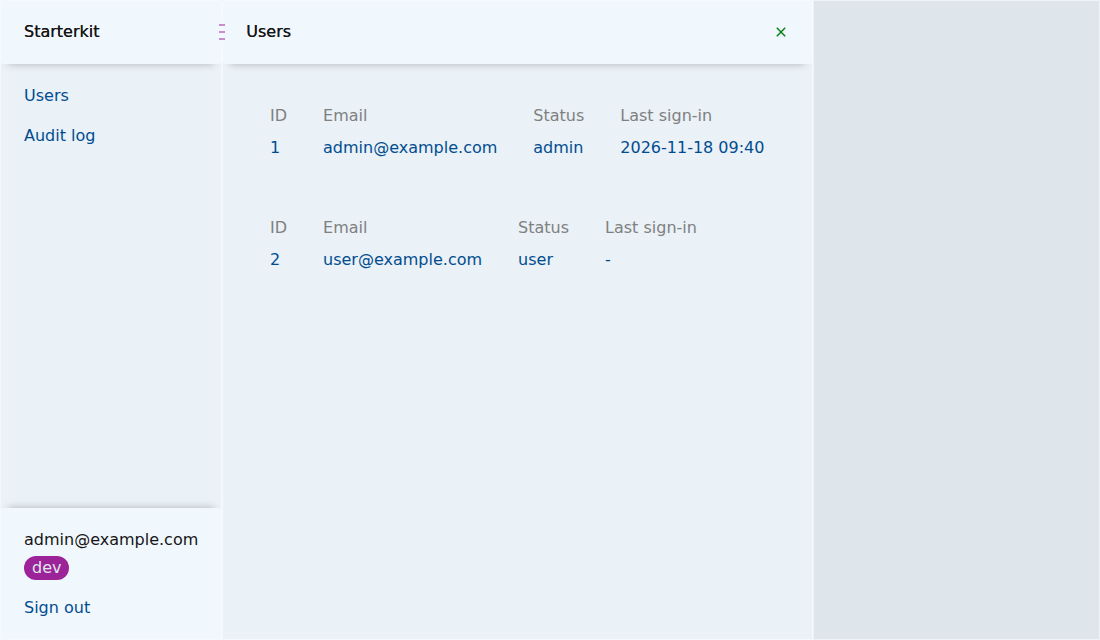 Starterkit
Users
Audit log
admin@example.com
dev
Sign out
Users
ID Email Status Last sign-in
1 admin@example.com admin 2026-11-18 09:40
ID Email Status Last sign-in
2 user@example.com user -